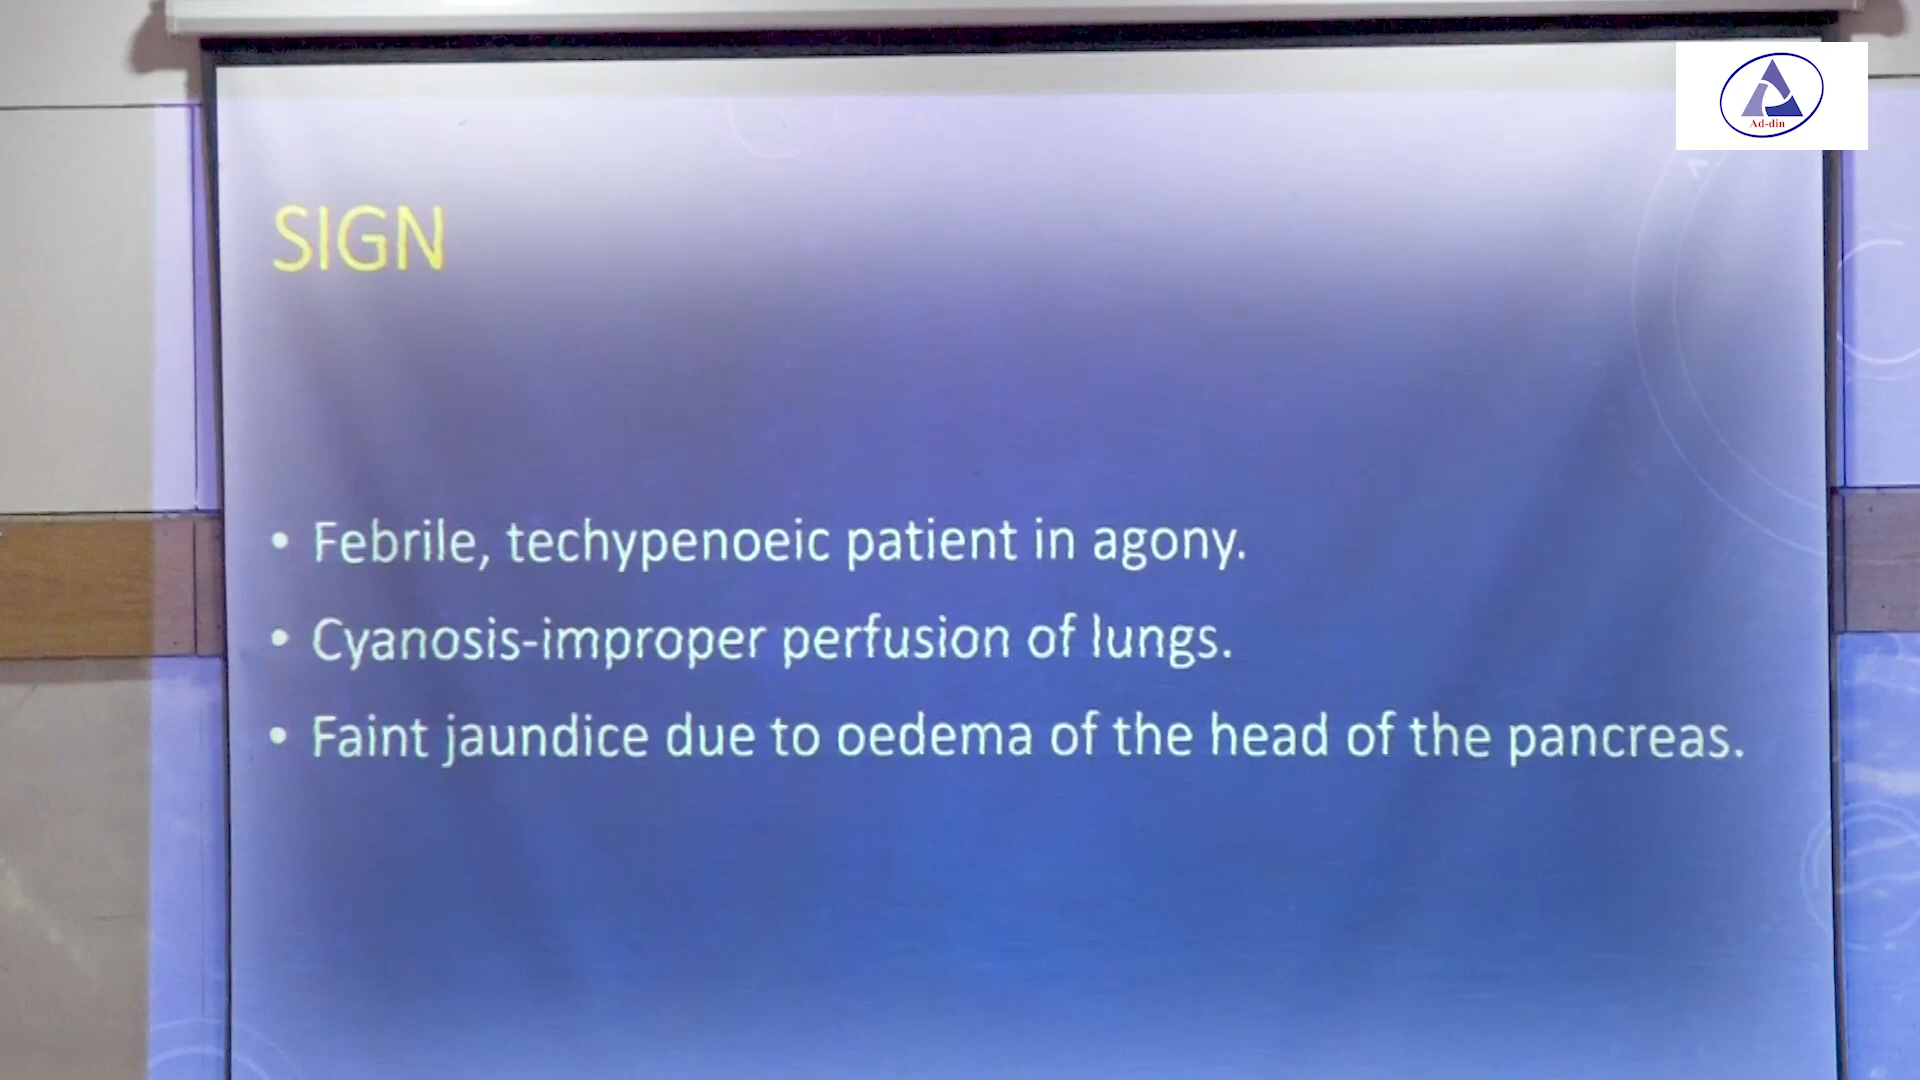 Ad-din
SIGN
• Febrile, techypenoeic patient in agony.
• Cyanosis-improper perfusion of lungs.
• Faint jaundice due to oedema of the head of the pancreas.